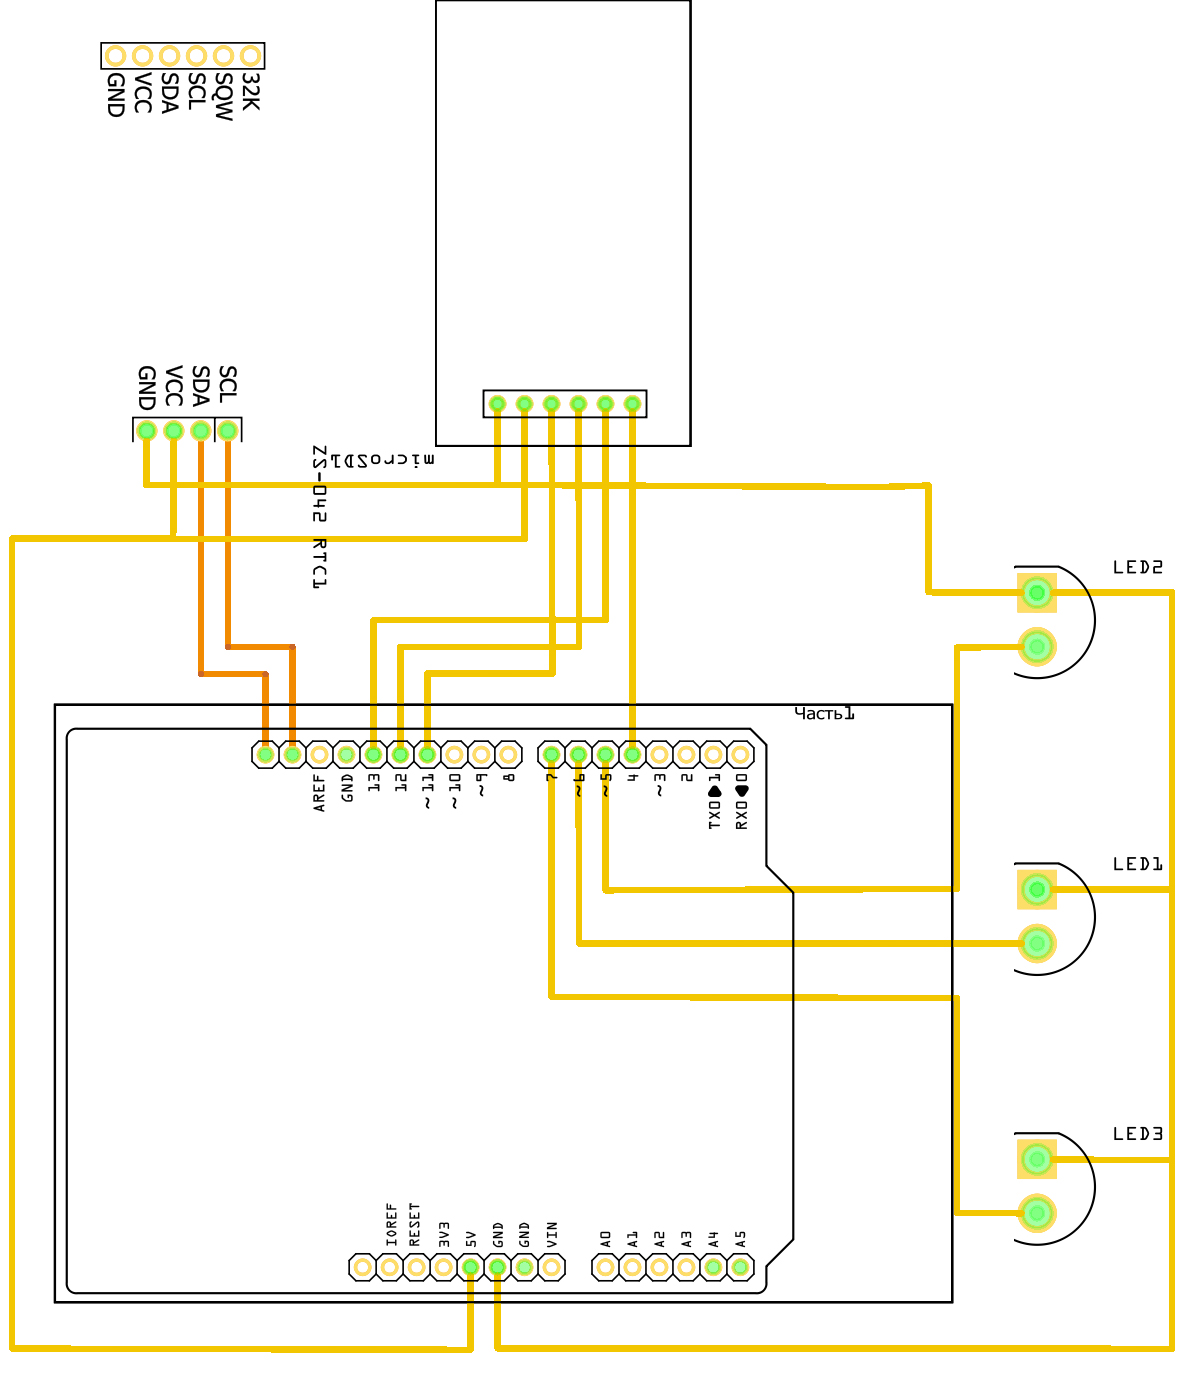 GND
VCC
SDA
SCL
SQW
32K
GND
VCC
SDA
SCL
microSD1
ZS-042 RTC1
LED2
Часть1
AREF
GND
13
12
~11
~10
~9
8
7
~6
~5
4
~3
2
TX0 1
RX0 0
LED1
LED3
IOREF
RESET
3V3
5V
GND
GND
VIN
A0
A1
A2
A3
A4
A5